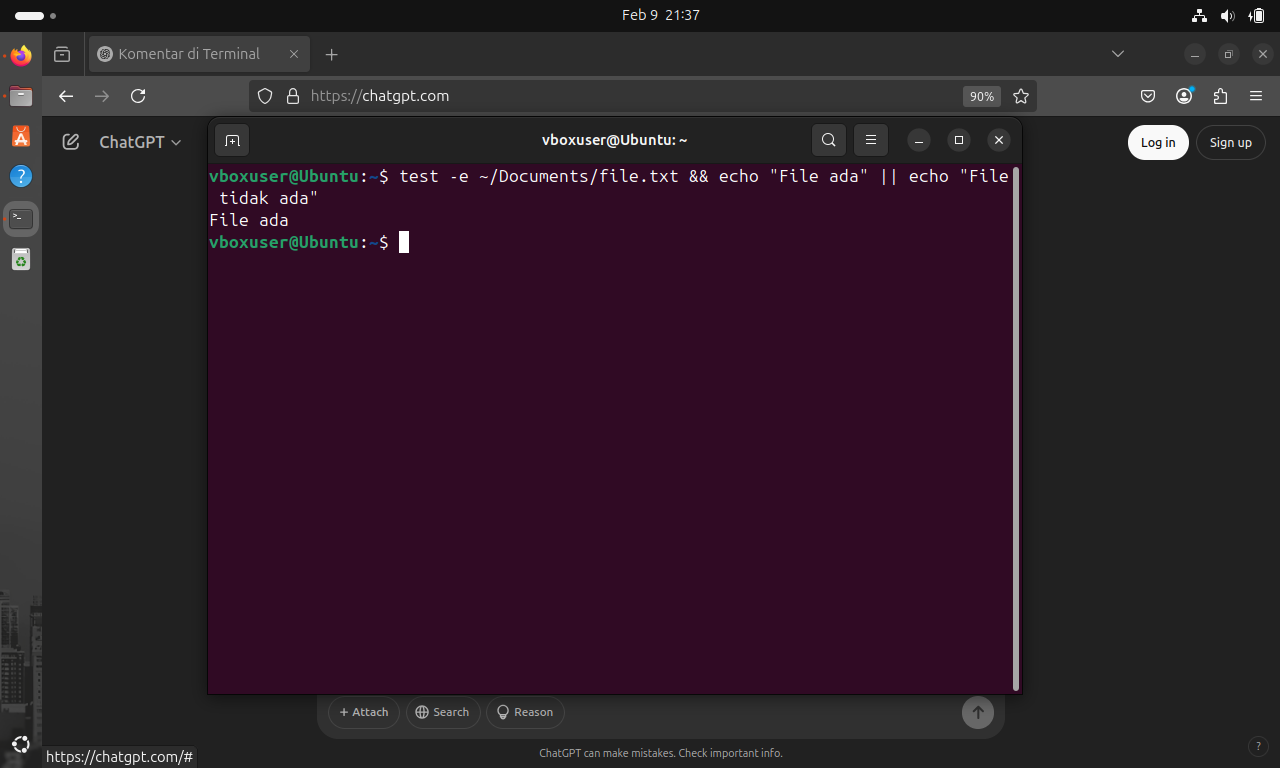 Feb 9 21:37
Komentar di Terminal
https://chatgpt.com
90%
ChatGPT
Log in
Sign up
vboxuser@Ubuntu: ~
vboxuser@Ubuntu:~$ test -e ~/Documents/file.txt && echo "File ada" || echo "File
tidak ada"
File ada
vboxuser@Ubuntu:~$
+ Attach
Search
Reason
ChatGPT can make mistakes. Check important info.
?
https://chatgpt.com/#